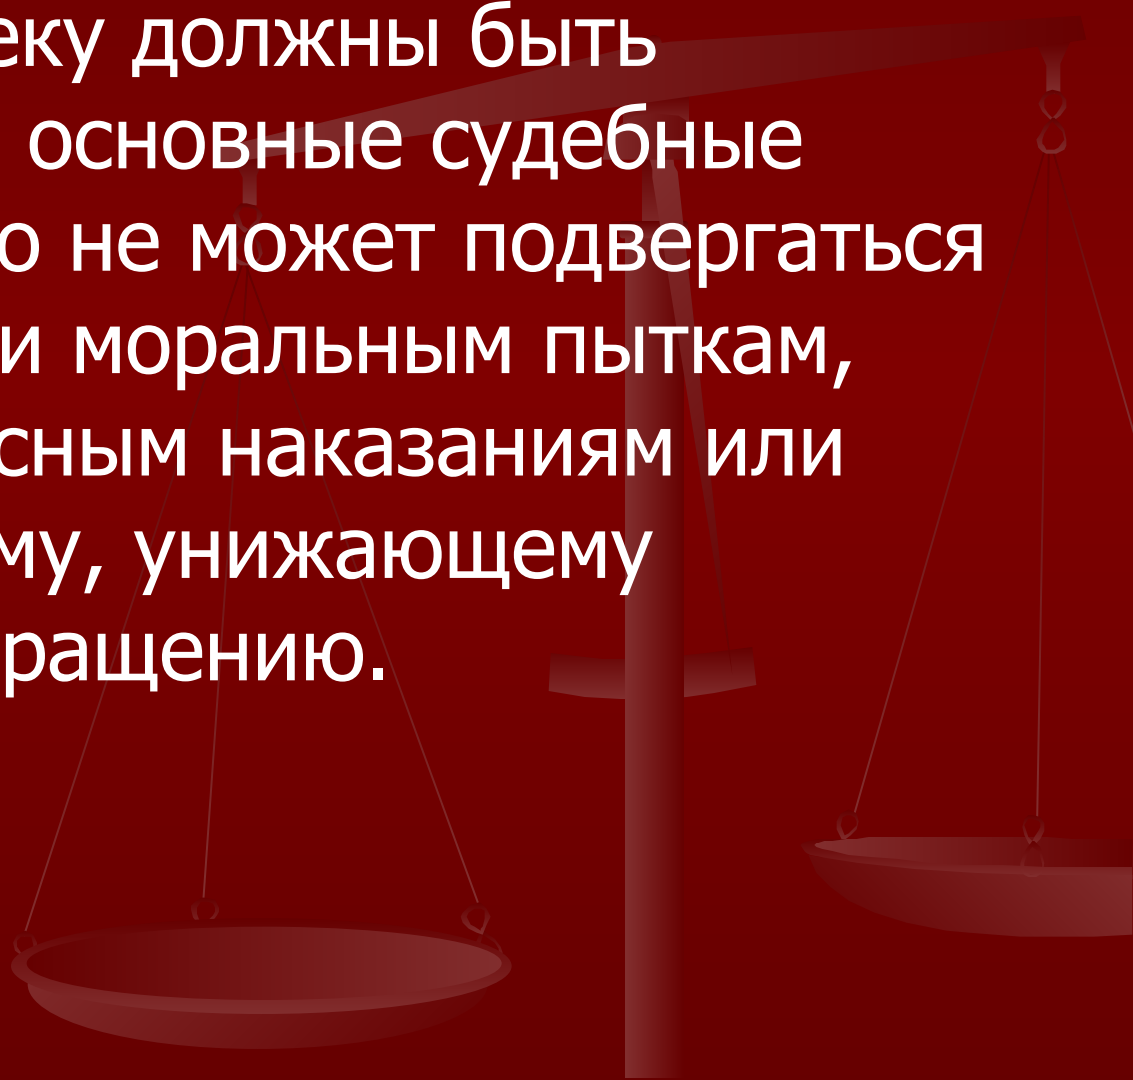 еку должны быть
основные судебные
о не может подвергаться
и моральным пыткам,
сным наказаниям или
му, унижающему
ращению.